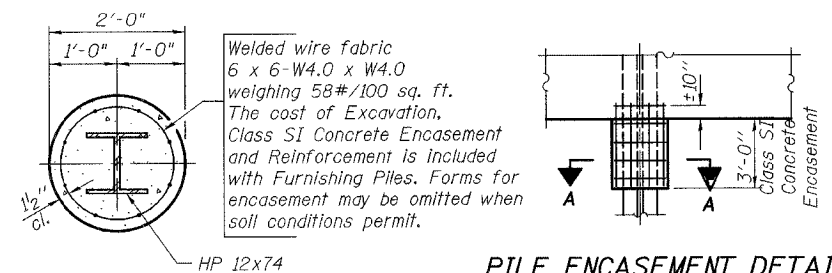 2'-0"
1'-0" 1'-0"
Welded wire fabric
6 x 6-W4.0 x W4.0
weighing 58#/100 sq. ft.
The cost of Excavation,
Class SI Concrete Encasement
and Reinforcement is included
with Furnishing Piles. Forms for
encasement may be omitted when
soil conditions permit.
1½"
cl.
HP 12x74
±10"
3'-0"
Class SI
Concrete
Encasement
A A
PILE ENCASEMENT DETAI